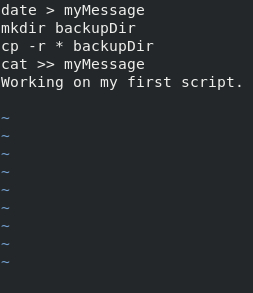 date > myMessage
mkdir backupDir
cp -r * backupDir
cat >> myMessage
Working on my first script.
~
~
~
~
~
~
~
~
~